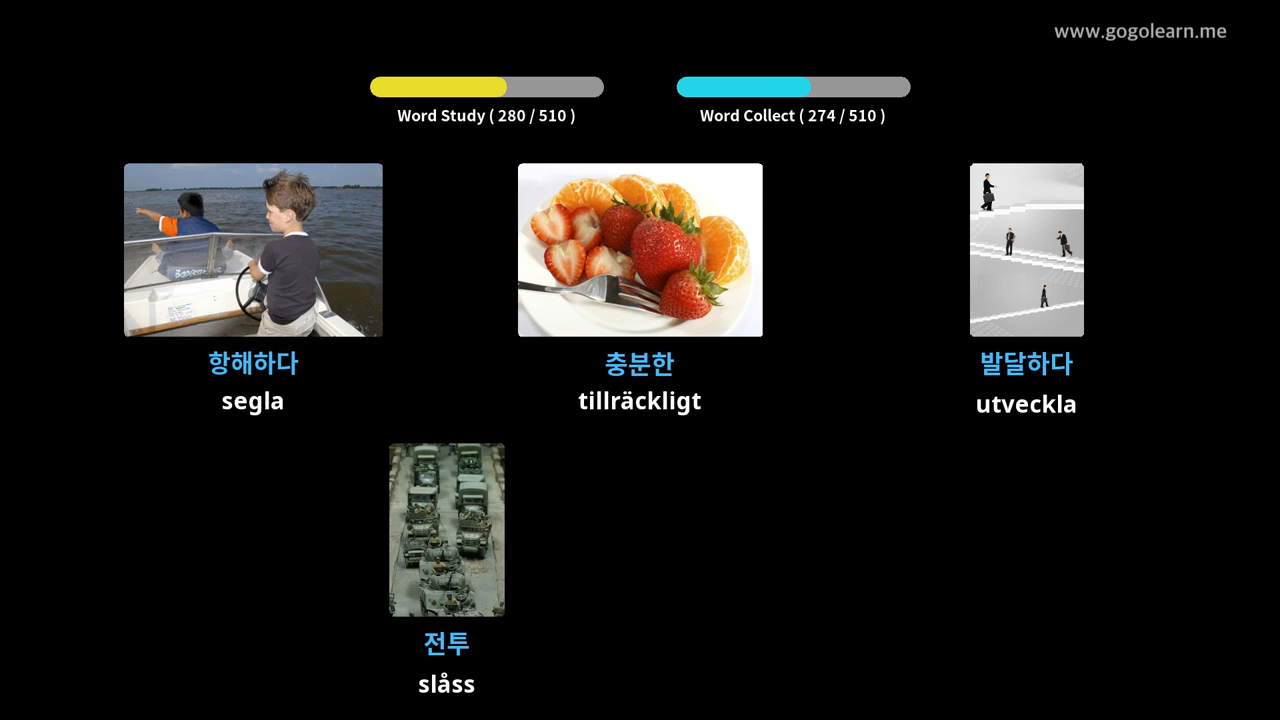 www.gogolearn.me
Word Study ( 280 / 510 )
Word Collect ( 274 / 510 )
항해하다
segla
충분한
tillräckligt
발달하다
utveckla
전투
slåss